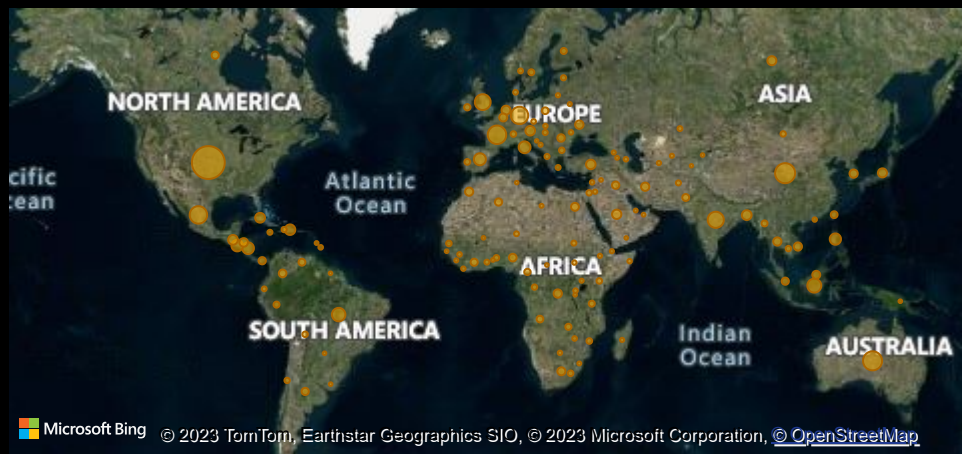 NORTH AMERICA
EUROPE
ASIA
cific
cean
Atlantic
Ocean
AFRICA
SOUTH AMERICA
Indian
Ocean
AUSTRALIA
Microsoft Bing
© 2023 TomTom, Earthstar Geographics SIO, © 2023 Microsoft Corporation, © OpenStreetMap